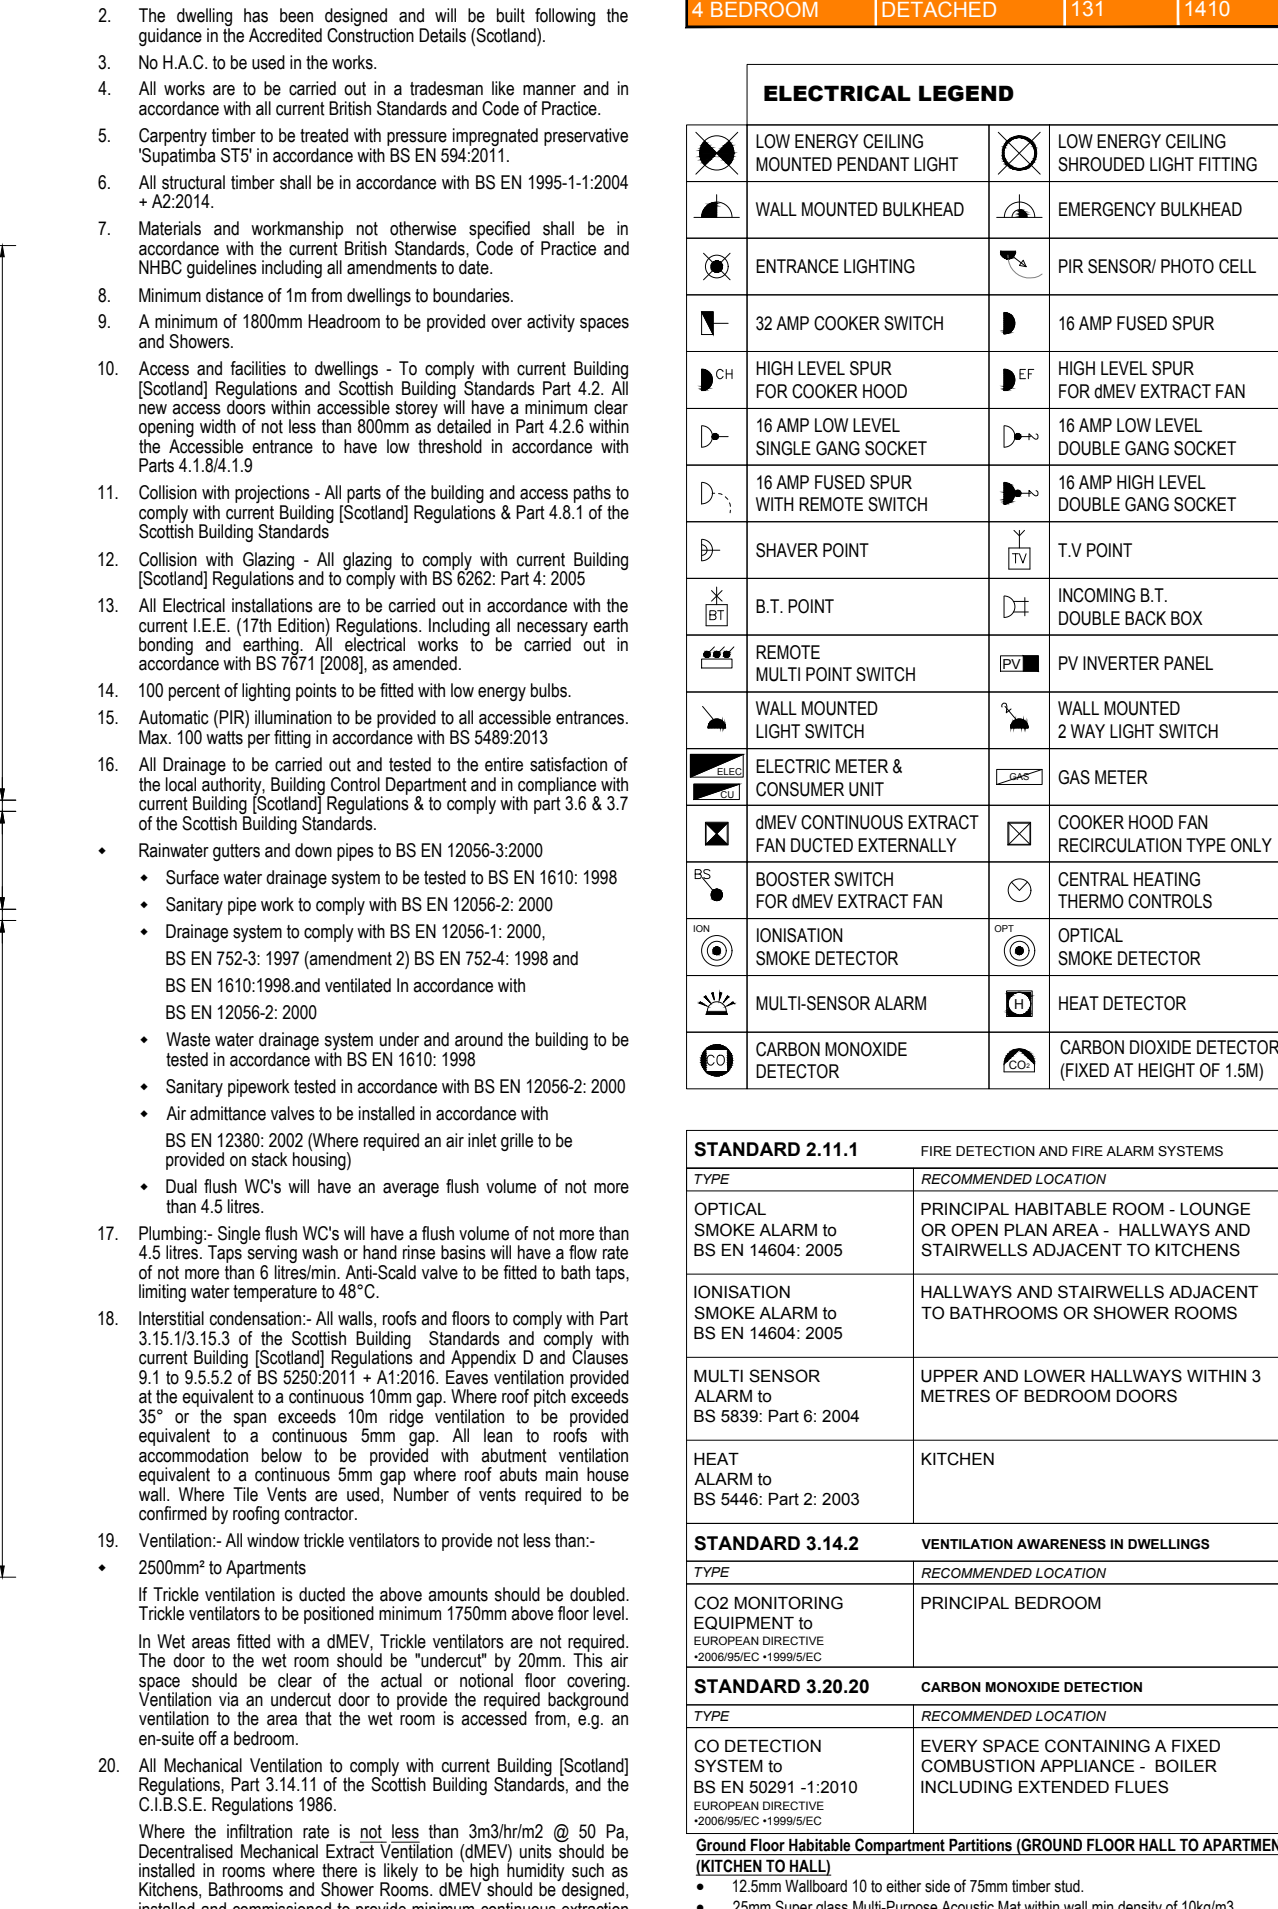 2. The dwelling has been designed and will be built following the
guidance in the Accredited Construction Details (Scotland).
3. No H.A.C. to be used in the works.
4. All works are to be carried out in a tradesman like manner and in
accordance with all current British Standards and Code of Practice.
5. Carpentry timber to be treated with pressure impregnated preservative
'Supatimba ST5' in accordance with BS EN 594:2011.
6. All structural timber shall be in accordance with BS EN 1995-1-1:2004
+ A2:2014.
7. Materials and workmanship not otherwise specified shall be in
accordance with the current British Standards, Code of Practice and
NHBC guidelines including all amendments to date.
8. Minimum distance of 1m from dwellings to boundaries.
9. A minimum of 1800mm Headroom to be provided over activity spaces
and Showers.
10. Access and facilities to dwellings - To comply with current Building
[Scotland] Regulations and Scottish Building Standards Part 4.2. All
new access doors within accessible storey will have a minimum clear
opening width of not less than 800mm as detailed in Part 4.2.6 within
the Accessible entrance to have low threshold in accordance with
Parts 4.1.8/4.1.9
11. Collision with projections - All parts of the building and access paths to
comply with current Building [Scotland] Regulations & Part 4.8.1 of the
Scottish Building Standards
12. Collision with Glazing - All glazing to comply with current Building
[Scotland] Regulations and to comply with BS 6262: Part 4: 2005
13. All Electrical installations are to be carried out in accordance with the
current I.E.E. (17th Edition) Regulations. Including all necessary earth
bonding and earthing. All electrical works to be carried out in
accordance with BS 7671 [2008], as amended.
14. 100 percent of lighting points to be fitted with low energy bulbs.
15. Automatic (PIR) illumination to be provided to all accessible entrances.
Max. 100 watts per fitting in accordance with BS 5489:2013
16. All Drainage to be carried out and tested to the entire satisfaction of
the local authority, Building Control Department and in compliance with
current Building [Scotland] Regulations & to comply with part 3.6 & 3.7
of the Scottish Building Standards.
◆ Rainwater gutters and down pipes to BS EN 12056-3:2000
◆ Surface water drainage system to be tested to BS EN 1610: 1998
◆ Sanitary pipe work to comply with BS EN 12056-2: 2000
◆ Drainage system to comply with BS EN 12056-1: 2000,
BS EN 752-3: 1997 (amendment 2) BS EN 752-4: 1998 and
BS EN 1610:1998.and ventilated In accordance with
BS EN 12056-2: 2000
◆ Waste water drainage system under and around the building to be
tested in accordance with BS EN 1610: 1998
◆ Sanitary pipework tested in accordance with BS EN 12056-2: 2000
◆ Air admittance valves to be installed in accordance with
BS EN 12380: 2002 (Where required an air inlet grille to be
provided on stack housing)
◆ Dual flush WC's will have an average flush volume of not more
than 4.5 litres.
17. Plumbing:- Single flush WC's will have a flush volume of not more than
4.5 litres. Taps serving wash or hand rinse basins will have a flow rate
of not more than 6 litres/min. Anti-Scald valve to be fitted to bath taps,
limiting water temperature to 48°C.
18. Interstitial condensation:- All walls, roofs and floors to comply with Part
3.15.1/3.15.3 of the Scottish Building Standards and comply with
current Building [Scotland] Regulations and Appendix D and Clauses
9.1 to 9.5.5.2 of BS 5250:2011 + A1:2016. Eaves ventilation provided
at the equivalent to a continuous 10mm gap. Where roof pitch exceeds
35° or the span exceeds 10m ridge ventilation to be provided
equivalent to a continuous 5mm gap. All lean to roofs with
accommodation below to be provided with abutment ventilation
equivalent to a continuous 5mm gap where roof abuts main house
wall. Where Tile Vents are used, Number of vents required to be
confirmed by roofing contractor.
19. Ventilation:- All window trickle ventilators to provide not less than:-
◆ 2500mm² to Apartments
If Trickle ventilation is ducted the above amounts should be doubled.
Trickle ventilators to be positioned minimum 1750mm above floor level.
In Wet areas fitted with a dMEV, Trickle ventilators are not required.
The door to the wet room should be "undercut" by 20mm. This air
space should be clear of the actual or notional floor covering.
Ventilation via an undercut door to provide the required background
ventilation to the area that the wet room is accessed from, e.g. an
en-suite off a bedroom.
20. All Mechanical Ventilation to comply with current Building [Scotland]
Regulations, Part 3.14.11 of the Scottish Building Standards, and the
C.I.B.S.E. Regulations 1986.
Where the infiltration rate is not less than 3m3/hr/m2 @ 50 Pa,
Decentralised Mechanical Extract Ventilation (dMEV) units should be
installed in rooms where there is likely to be high humidity such as
Kitchens, Bathrooms and Shower Rooms. dMEV should be designed,
installed and commissioned to provide minimum continuous extraction
4 BEDROOM DETACHED 131 1410
ELECTRICAL LEGEND
LOW ENERGY CEILING
MOUNTED PENDANT LIGHT
LOW ENERGY CEILING
SHROUDED LIGHT FITTING
WALL MOUNTED BULKHEAD
EMERGENCY BULKHEAD
ENTRANCE LIGHTING
PIR SENSOR/ PHOTO CELL
32 AMP COOKER SWITCH
16 AMP FUSED SPUR
CH HIGH LEVEL SPUR
FOR COOKER HOOD
EF HIGH LEVEL SPUR
FOR dMEV EXTRACT FAN
16 AMP LOW LEVEL
SINGLE GANG SOCKET
16 AMP LOW LEVEL
DOUBLE GANG SOCKET
16 AMP FUSED SPUR
WITH REMOTE SWITCH
16 AMP HIGH LEVEL
DOUBLE GANG SOCKET
SHAVER POINT
TV T.V POINT
BT B.T. POINT
INCOMING B.T.
DOUBLE BACK BOX
REMOTE
MULTI POINT SWITCH
PV PV INVERTER PANEL
WALL MOUNTED
LIGHT SWITCH
WALL MOUNTED
2 WAY LIGHT SWITCH
ELEC ELECTRIC METER &
CU CONSUMER UNIT
GAS GAS METER
dMEV CONTINUOUS EXTRACT
FAN DUCTED EXTERNALLY
COOKER HOOD FAN
RECIRCULATION TYPE ONLY
BS BOOSTER SWITCH
FOR dMEV EXTRACT FAN
CENTRAL HEATING
THERMO CONTROLS
ION IONISATION
SMOKE DETECTOR
OPT OPTICAL
SMOKE DETECTOR
MULTI-SENSOR ALARM
H HEAT DETECTOR
CO CARBON MONOXIDE
DETECTOR
CO2 CARBON DIOXIDE DETECTOR
(FIXED AT HEIGHT OF 1.5M)
STANDARD 2.11.1 FIRE DETECTION AND FIRE ALARM SYSTEMS
TYPE RECOMMENDED LOCATION
OPTICAL
SMOKE ALARM to
BS EN 14604: 2005
PRINCIPAL HABITABLE ROOM - LOUNGE
OR OPEN PLAN AREA - HALLWAYS AND
STAIRWELLS ADJACENT TO KITCHENS
IONISATION
SMOKE ALARM to
BS EN 14604: 2005
HALLWAYS AND STAIRWELLS ADJACENT
TO BATHROOMS OR SHOWER ROOMS
MULTI SENSOR
ALARM to
BS 5839: Part 6: 2004
UPPER AND LOWER HALLWAYS WITHIN 3
METRES OF BEDROOM DOORS
HEAT
ALARM to
BS 5446: Part 2: 2003
KITCHEN
STANDARD 3.14.2 VENTILATION AWARENESS IN DWELLINGS
TYPE RECOMMENDED LOCATION
CO2 MONITORING
EQUIPMENT to
EUROPEAN DIRECTIVE
•2006/95/EC •1999/5/EC
PRINCIPAL BEDROOM
STANDARD 3.20.20 CARBON MONOXIDE DETECTION
TYPE RECOMMENDED LOCATION
CO DETECTION
SYSTEM to
BS EN 50291 -1:2010
EUROPEAN DIRECTIVE
•2006/95/EC •1999/5/EC
EVERY SPACE CONTAINING A FIXED
COMBUSTION APPLIANCE - BOILER
INCLUDING EXTENDED FLUES
Ground Floor Habitable Compartment Partitions (GROUND FLOOR HALL TO APARTMEN
(KITCHEN TO HALL)
• 12.5mm Wallboard 10 to either side of 75mm timber stud.
• 25mm Super glass Multi-Purpose Acoustic Mat within wall min density of 10kg/m3